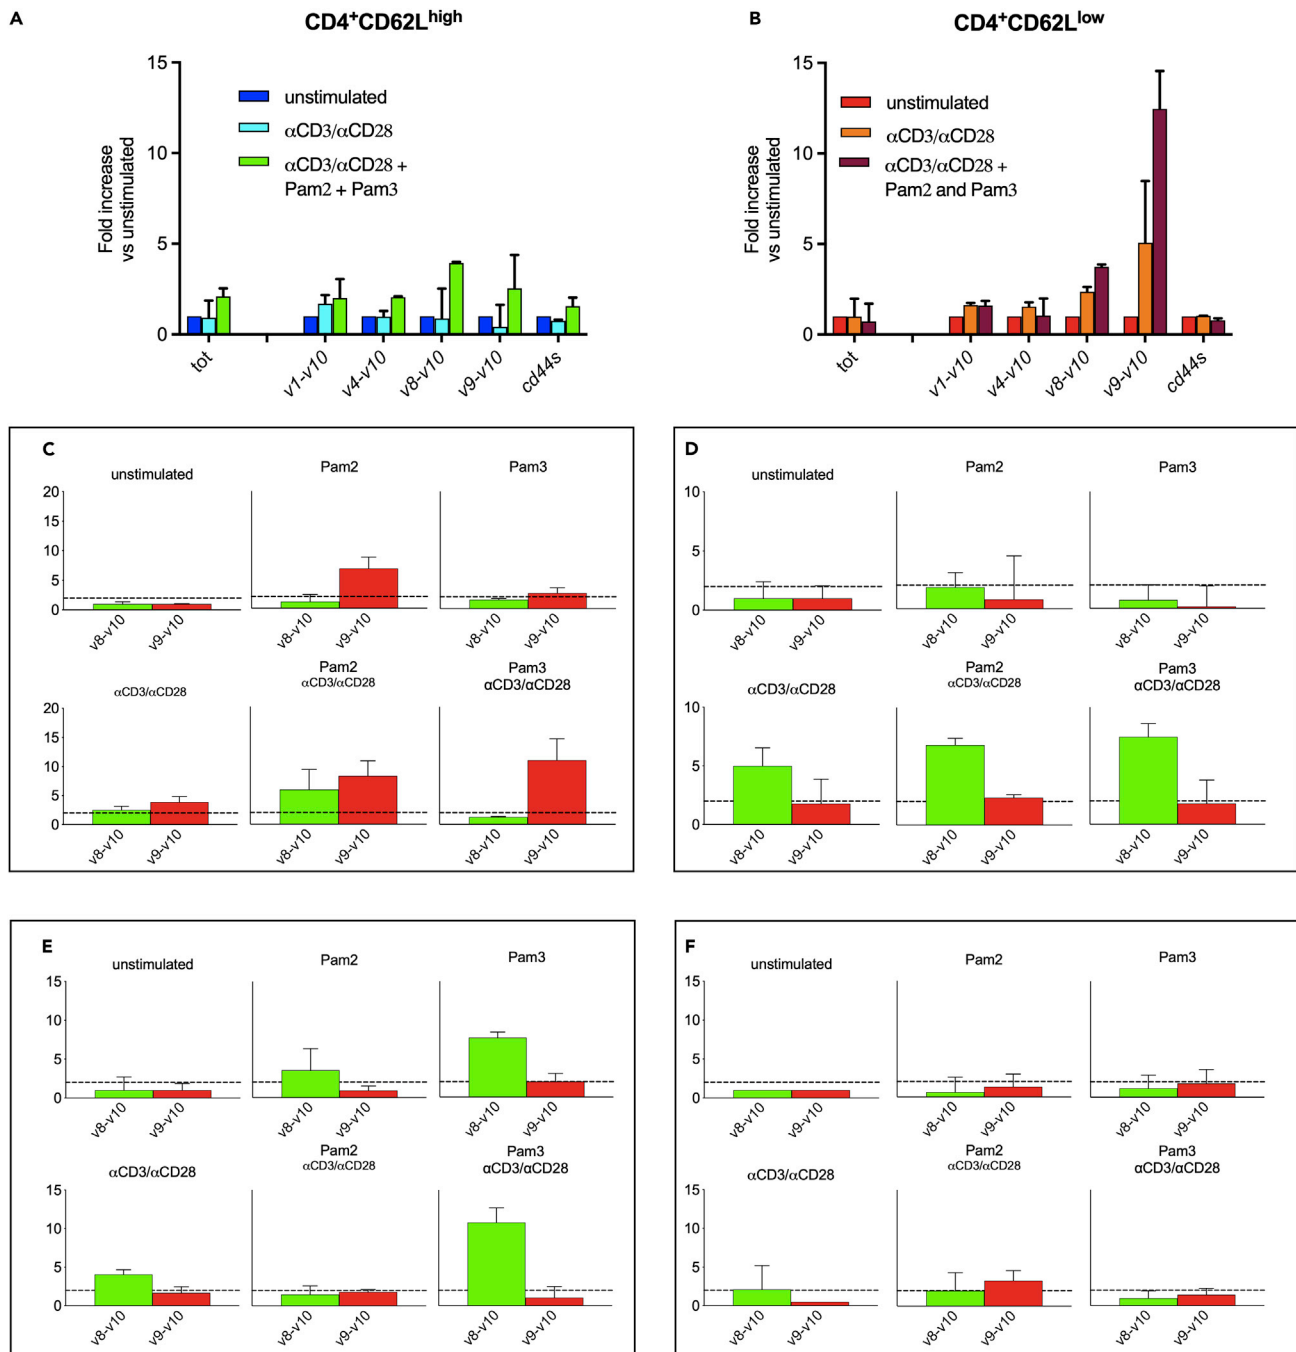 A
CD4⁺CD62Lhigh
15
10
5
0
Fold increase
vs unstimulated
unstimulated
αCD3/αCD28
αCD3/αCD28 +
Pam2 + Pam3
tot
v1-v10
v4-v10
v8-v10
v9-v10
cd44s
B
CD4⁺CD62Llow
15
10
5
0
Fold increase
vs unstimulated
unstimulated
αCD3/αCD28
αCD3/αCD28 +
Pam2 and Pam3
tot
v1-v10
v4-v10
v8-v10
v9-v10
cd44s
C
unstimulated
Pam2
Pam3
20
15
10
5
0
v8-v10
v9-v10
v8-v10
v9-v10
v8-v10
v9-v10
αCD3/αCD28
Pam2
αCD3/αCD28
Pam3
αCD3/αCD28
20
15
10
5
0
v8-v10
v9-v10
v8-v10
v9-v10
v8-v10
v9-v10
D
unstimulated
Pam2
Pam3
10
5
0
v8-v10
v9-v10
v8-v10
v9-v10
v8-v10
v9-v10
αCD3/αCD28
Pam2
αCD3/αCD28
Pam3
αCD3/αCD28
10
5
0
v8-v10
v9-v10
v8-v10
v9-v10
v8-v10
v9-v10
E
unstimulated
Pam2
Pam3
15
10
5
0
v8-v10
v9-v10
v8-v10
v9-v10
v8-v10
v9-v10
αCD3/αCD28
Pam2
αCD3/αCD28
Pam3
αCD3/αCD28
15
10
5
0
v8-v10
v9-v10
v8-v10
v9-v10
v8-v10
v9-v10
F
unstimulated
Pam2
Pam3
15
10
5
0
v8-v10
v9-v10
v8-v10
v9-v10
v8-v10
v9-v10
αCD3/αCD28
Pam2
αCD3/αCD28
Pam3
αCD3/αCD28
15
10
5
0
v8-v10
v9-v10
v8-v10
v9-v10
v8-v10
v9-v10